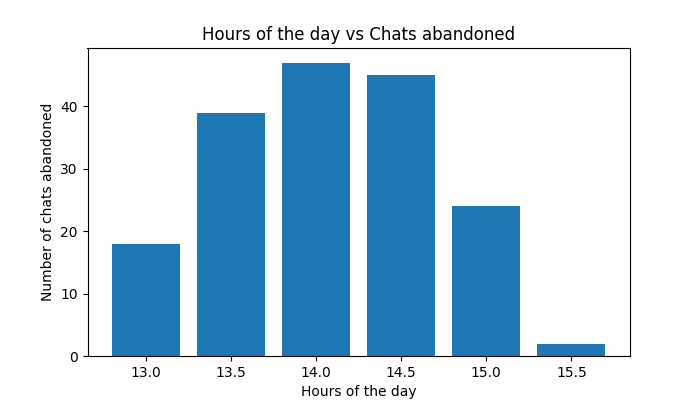 Hours of the day vs Chats abandoned
Number of chats abandoned
40
30
20
10
0
13.0 13.5 14.0 14.5 15.0 15.5
Hours of the day